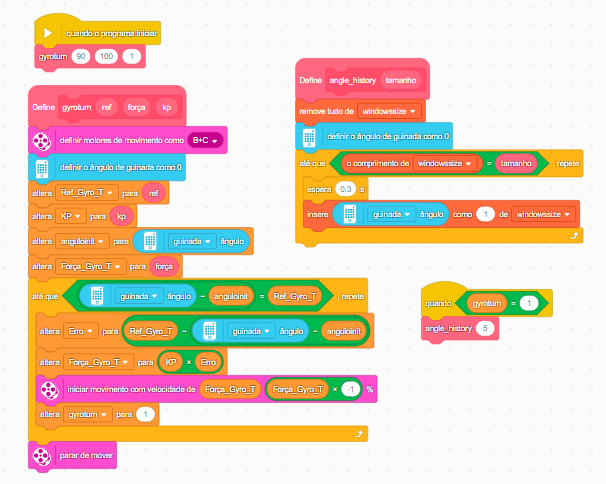 quando o programa iniciar
gyroturn 90 100 1
Define gyroturn ref força kp
definir motores de movimento como B+C
definir o ângulo de guinada como 0
altera Ref_Gyro_T para ref
altera KP para kp
altera anguloinit para guinada ângulo
altera Força_Gyro_T para força
até que guinada ângulo - anguloinit = Ref_Gyro_T , repete
altera Erro para Ref_Gyro_T - guinada ângulo - anguloinit
altera Força_Gyro_T para KP × Erro
iniciar movimento com velocidade de Força_Gyro_T Força_Gyro_T × -1 %
altera gyroturn para 1
parar de mover
Define angle_history tamanho
remove tudo de windowssize
definir o ângulo de guinada como 0
até que o comprimento de windowssize = tamanho , repete
espera 0.3 s
insere guinada ângulo como 1 de windowssize
quando gyroturn = 1
angle_history 5